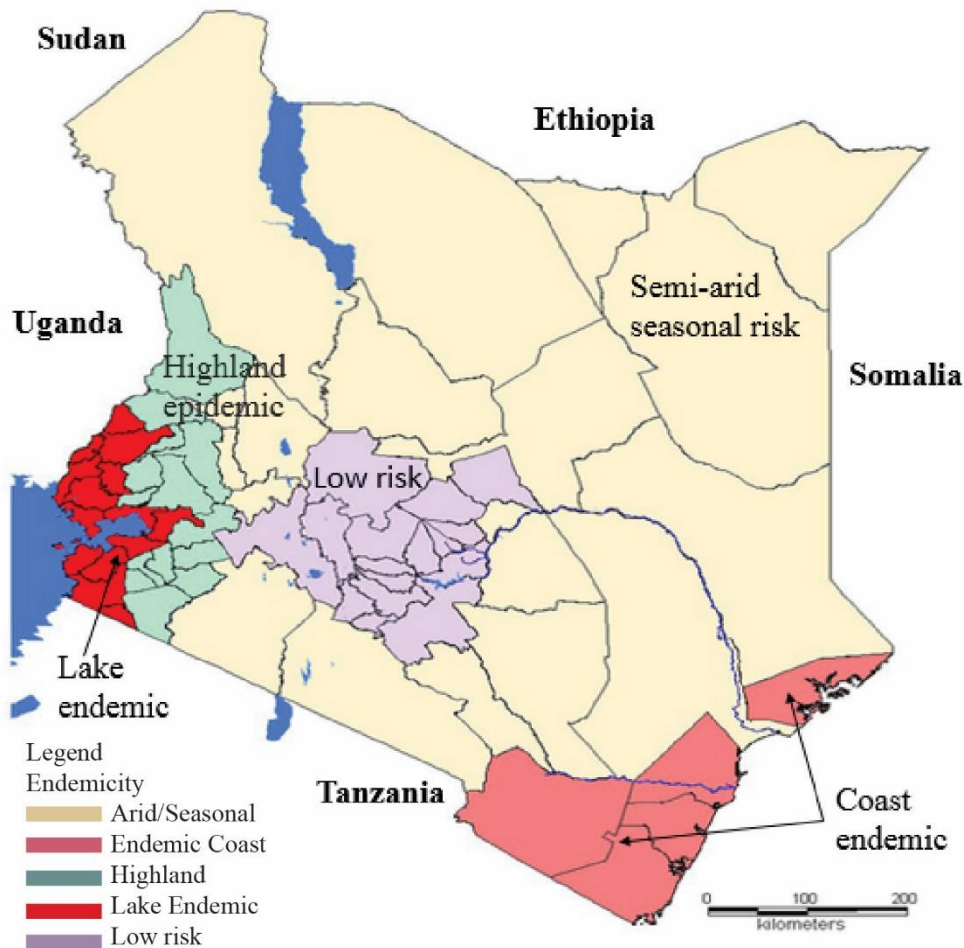 Sudan
Ethiopia
Semi-arid
seasonal risk
Uganda
Highland
epidemic
Somalia
Low risk
Lake
endemic
Legend
Endemicity
Arid/Seasonal
Endemic Coast
Highland
Lake Endemic
Low risk
Tanzania
Coast
endemic
0 100 200
kilometers